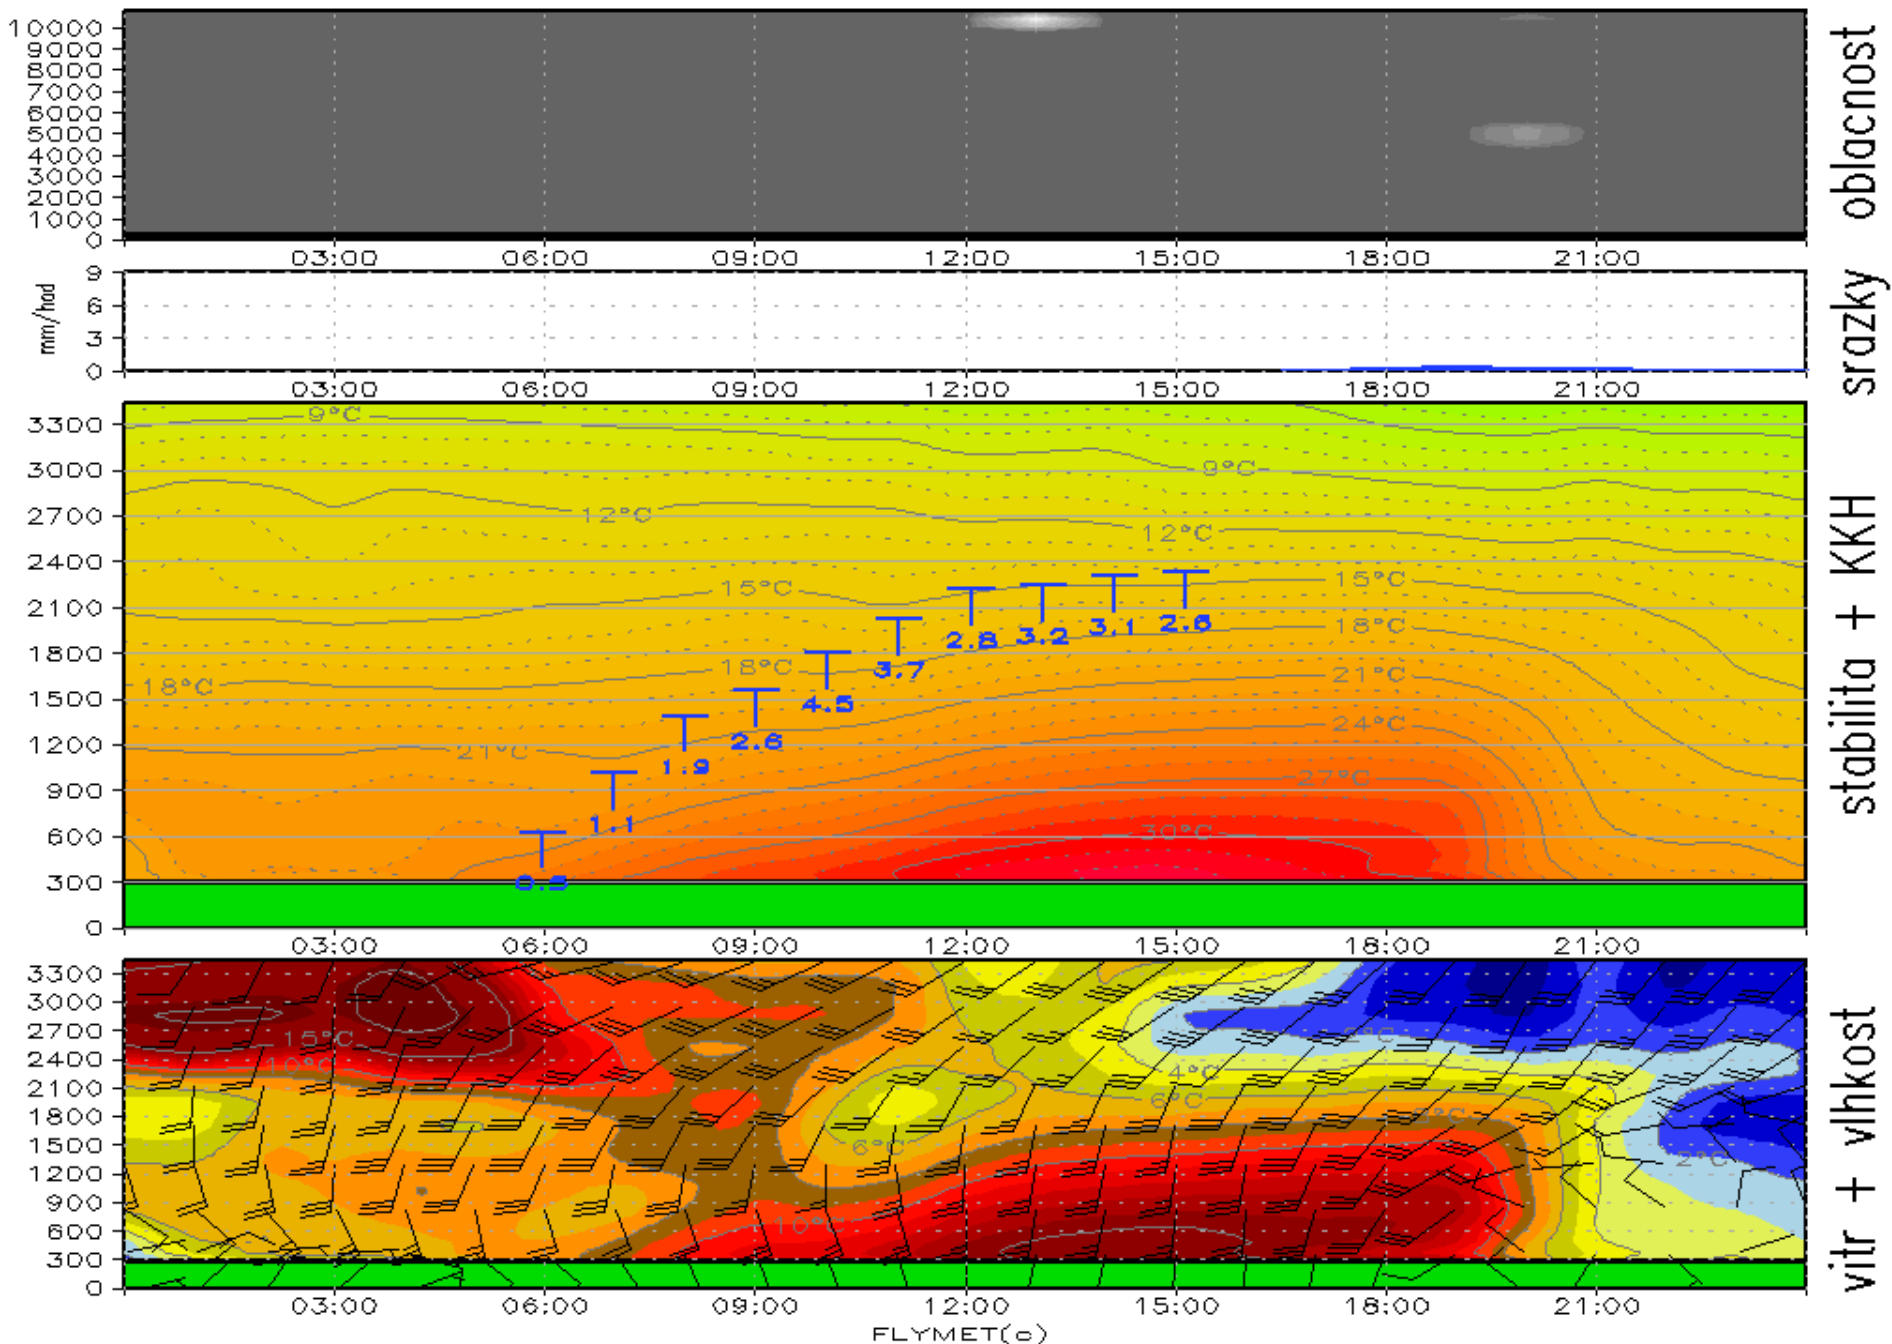 10000
9000
8000
7000
6000
5000
4000
3000
2000
1000
0
oblacnost
03:00 06:00 09:00 12:00 15:00 18:00 21:00
9
6
3
0
mm/hod
srazky
03:00 06:00 09:00 12:00 15:00 18:00 21:00
3300
3000
2700
2400
2100
1800
1500
1200
900
600
300
0
9°C
9°C
12°C
12°C
15°C
15°C
18°C
18°C
18°C
21°C
21°C
24°C
27°C
30°C
1.1
1.9
2.6
4.5
3.7
2.8
3.2
3.1
2.6
stabilita + KKH
03:00 06:00 09:00 12:00 15:00 18:00 21:00
3300
3000
2700
2400
2100
1800
1500
1200
900
600
300
0
15°C
10°C
2°C
4°C
6°C
6°C
2°C
10°C
vitr + vlhkost
03:00 06:00 09:00 12:00 15:00 18:00 21:00
FLYMET(c)